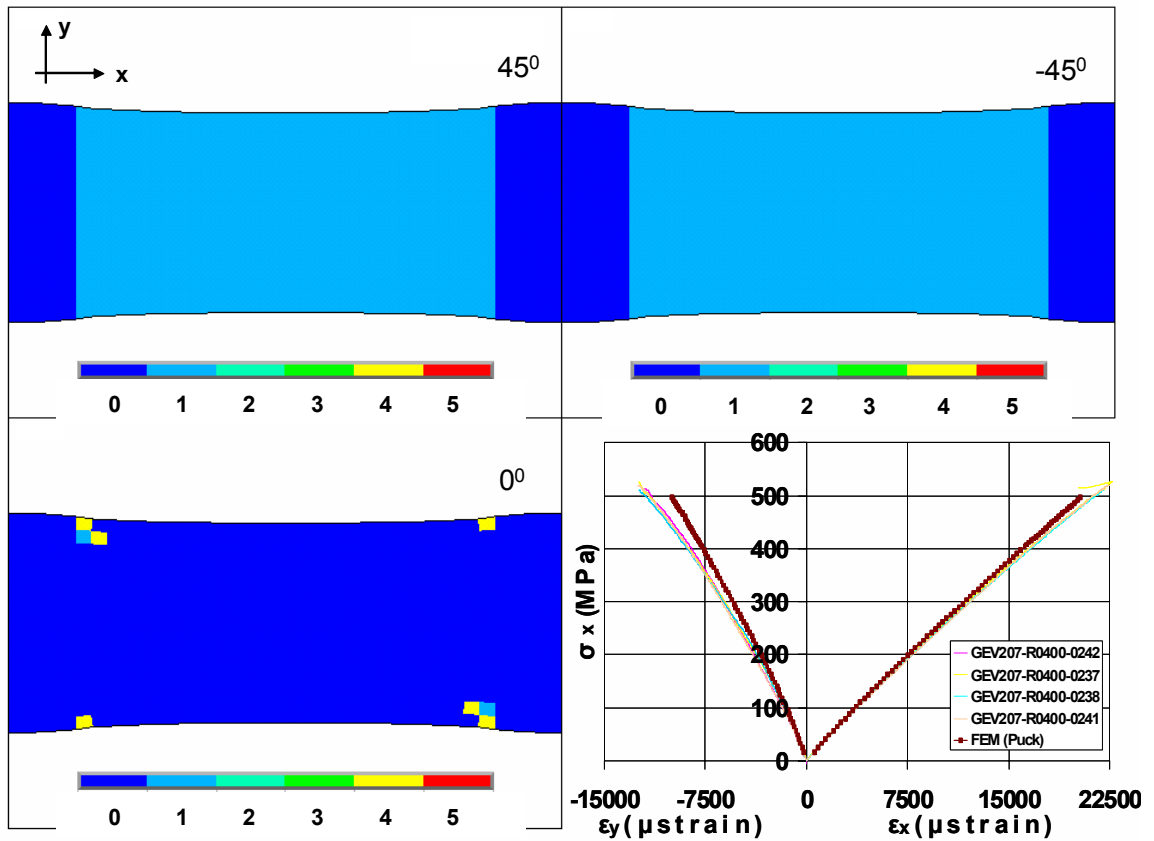 y
x
45⁰
-45⁰
0 1 2 3 4 5
0 1 2 3 4 5
0⁰
0 1 2 3 4 5
600
500
400
300
200
100
0
σ x (MPa)
GEV207-R0400-0242
GEV207-R0400-0237
GEV207-R0400-0238
GEV207-R0400-0241
FEM (Puck)
-15000 -7500 0 7500 15000 22500
εy (μstrain) εx (μstrain)